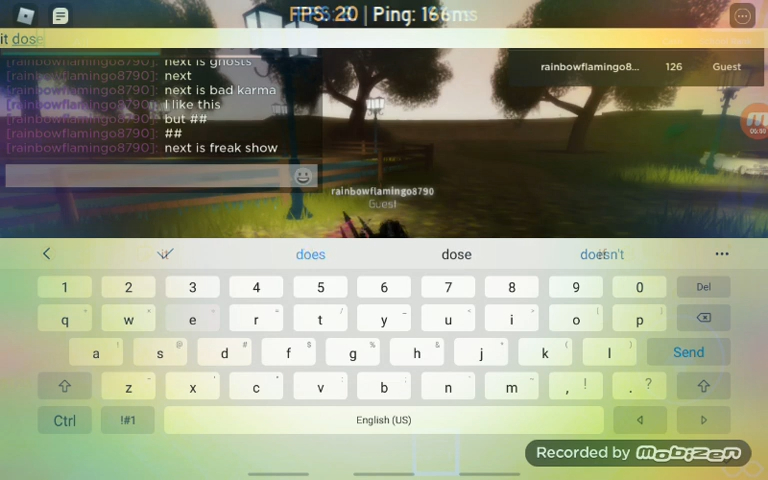 FPS: 20 | Ping: 166ms
it dose
[rainbowflamingo8790]: next is ghosts
[rainbowflamingo8790]: next
[rainbowflamingo8790]: next is bad karma
[rainbowflamingo8790]: I like this
[rainbowflamingo8790]: but ##
[rainbowflamingo8790]: ##
[rainbowflamingo8790]: next is freak show
rainbowflamingo8... 126 Guest
00:50
rainbowflamingo8790
Guest
does dose doesn't ...
1 2 3 4 5 6 7 8 9 0 Del
q w e r t y u i o p
a s d f g h j k l Send
z x c v b n m , ! . ?
Ctrl !#1 English (US)
Recorded by Mobizen